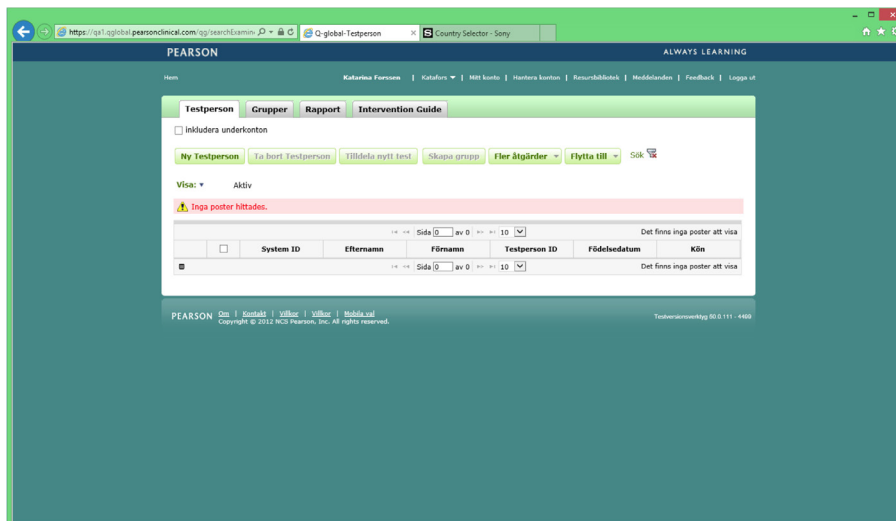 https://qa1.qglobal.pearsonclinical.com/qg/searchExamin
Q-global-Testperson
Country Selector - Sony
PEARSON
ALWAYS LEARNING
Hem
Katarina Forssen | Katafors | Mitt konto | Hantera konton | Resursbibliotek | Meddelanden | Feedback | Logga ut
Testperson Grupper Rapport Intervention Guide
inkludera underkonton
Ny Testperson Ta bort Testperson Tilldela nytt test Skapa grupp Fler åtgärder Flytta till Sök
Visa: Aktiv
Inga poster hittades.
Sida 0 av 0 10 Det finns inga poster att visa
System ID Efternamn Förnamn Testperson ID Födelsedatum Kön
Sida 0 av 0 10 Det finns inga poster att visa
PEARSON Om | Kontakt | Villkor | Villkor | Mobila val
Copyright © 2012 NCS Pearson, Inc. All rights reserved.